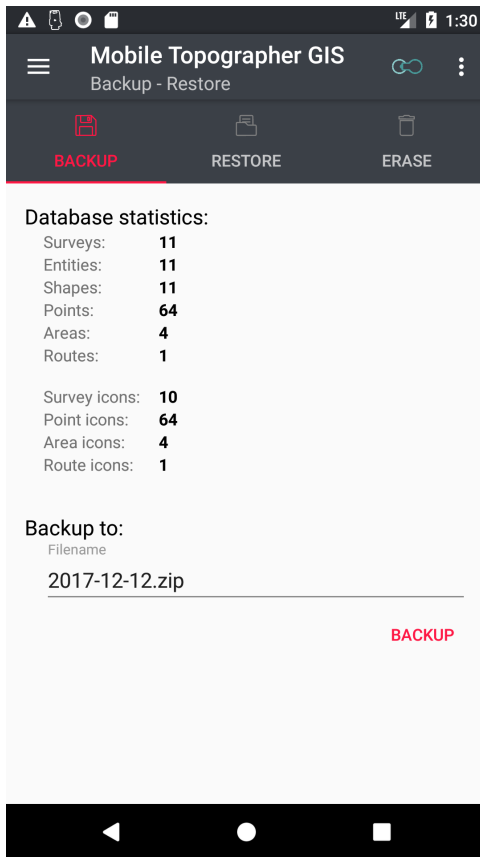 LTE 1:30
Mobile Topographer GIS
Backup - Restore
BACKUP RESTORE ERASE
Database statistics:
Surveys: 11
Entities: 11
Shapes: 11
Points: 64
Areas: 4
Routes: 1
Survey icons: 10
Point icons: 64
Area icons: 4
Route icons: 1
Backup to:
Filename
2017-12-12.zip
BACKUP